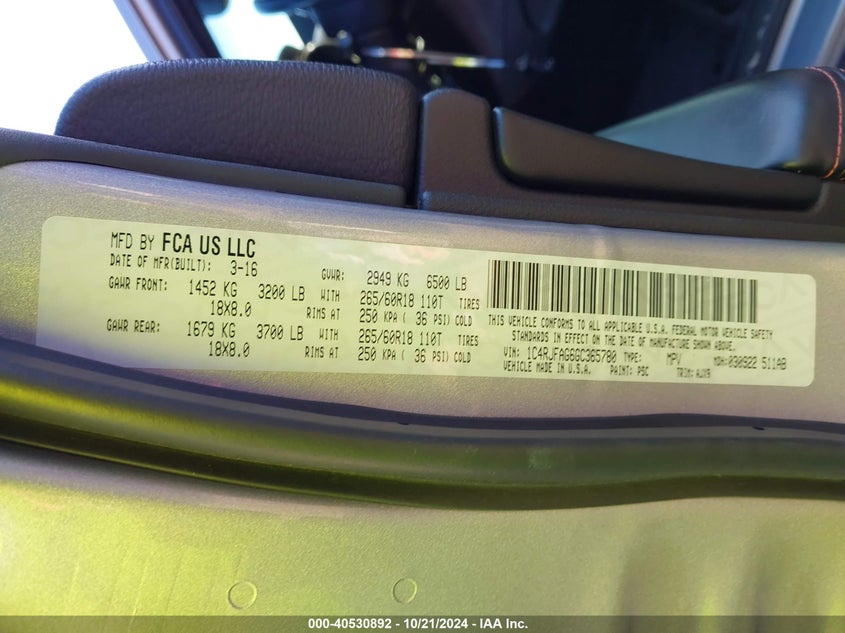 MFD BY FCA US LLC
DATE OF MFR(BUILT): 3-16 GVWR: 2949 KG 6500 LB
GAWR FRONT: 1452 KG 3200 LB WITH 265/60R18 110T TIRES
18X8.0 RIMS AT 250 KPA ( 36 PSI) COLD
GAWR REAR: 1679 KG 3700 LB WITH 265/60R18 110T TIRES
18X8.0 RIMS AT 250 KPA ( 36 PSI) COLD
THIS VEHICLE CONFORMS TO ALL APPLICABLE U.S.A. FEDERAL MOTOR VEHICLE SAFETY
STANDARDS IN EFFECT ON THE DATE OF MANUFACTURE SHOWN ABOVE.
VIN: 1C4RJFAG6GC365780 TYPE: MPV MDH: 030922 511AB
VEHICLE MADE IN U.S.A. PAINT: PSC TRIM: AJX9
000-40530892 - 10/21/2024 - IAA Inc.